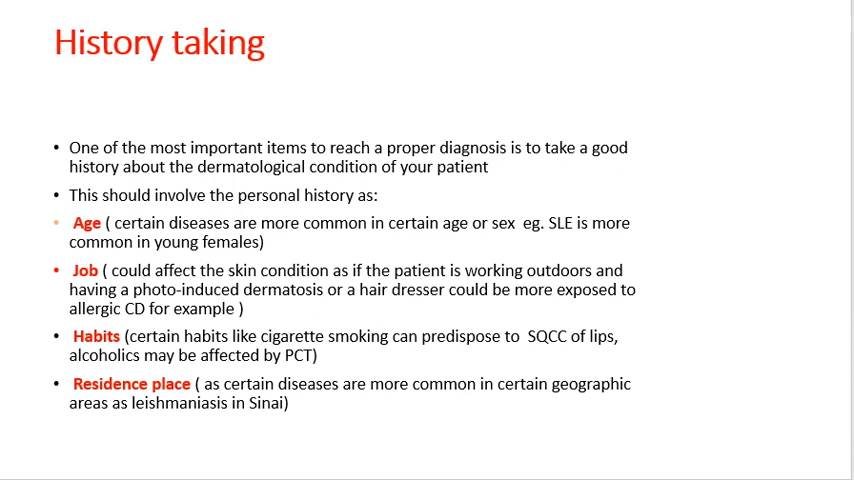 History taking
• One of the most important items to reach a proper diagnosis is to take a good
history about the dermatological condition of your patient
• This should involve the personal history as:
• Age ( certain diseases are more common in certain age or sex eg. SLE is more
common in young females)
• Job ( could affect the skin condition as if the patient is working outdoors and
having a photo-induced dermatosis or a hair dresser could be more exposed to
allergic CD for example )
• Habits (certain habits like cigarette smoking can predispose to SQCC of lips,
alcoholics may be affected by PCT)
• Residence place ( as certain diseases are more common in certain geographic
areas as leishmaniasis in Sinai)